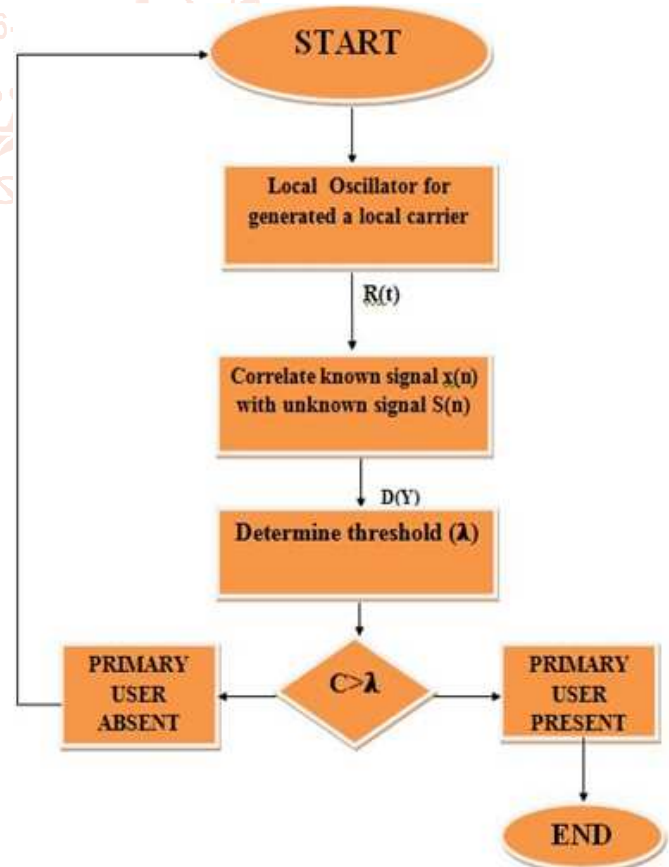 START
Local Oscillator for
generated a local carrier
R(t)
Correlate known signal x(n)
with unknown signal S(n)
D(Y)
Determine threshold (λ)
C>λ
PRIMARY
USER
ABSENT
PRIMARY
USER
PRESENT
END